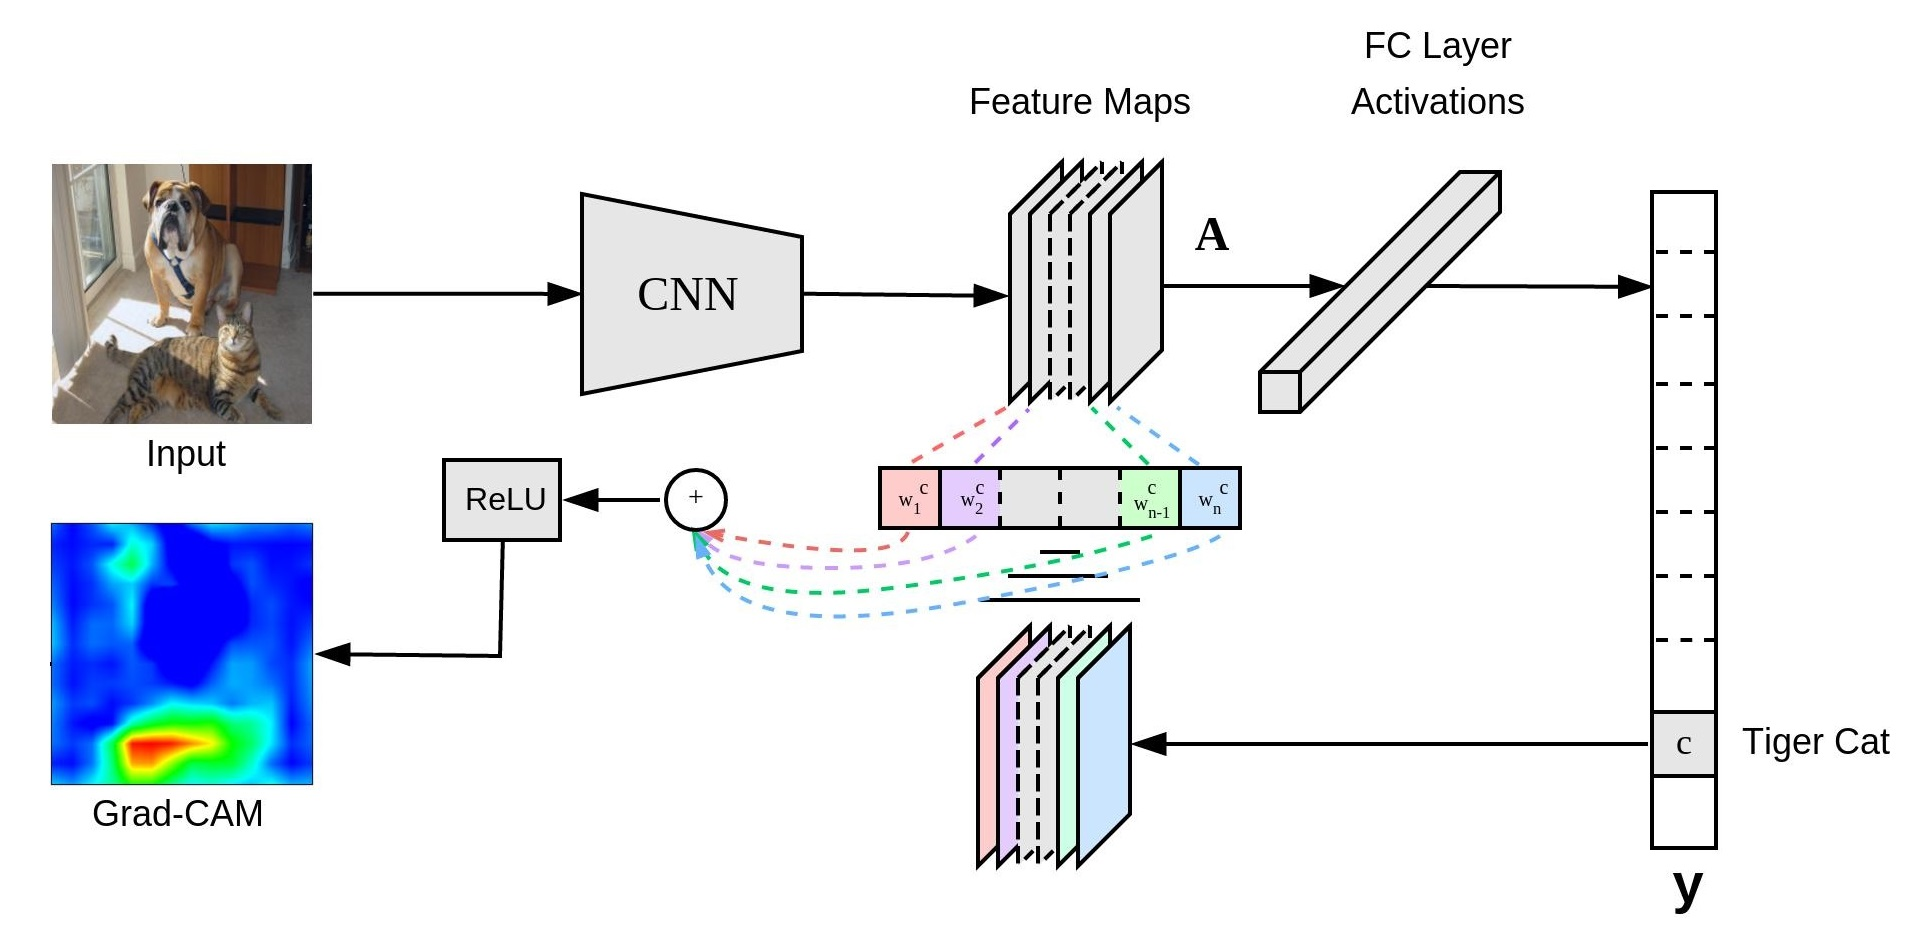 FC Layer
Activations
Feature Maps
A
CNN
Input
ReLU
+
w₁ᶜ
w₂ᶜ
wₙ₋₁ᶜ
wₙᶜ
c
Tiger Cat
Grad-CAM
y